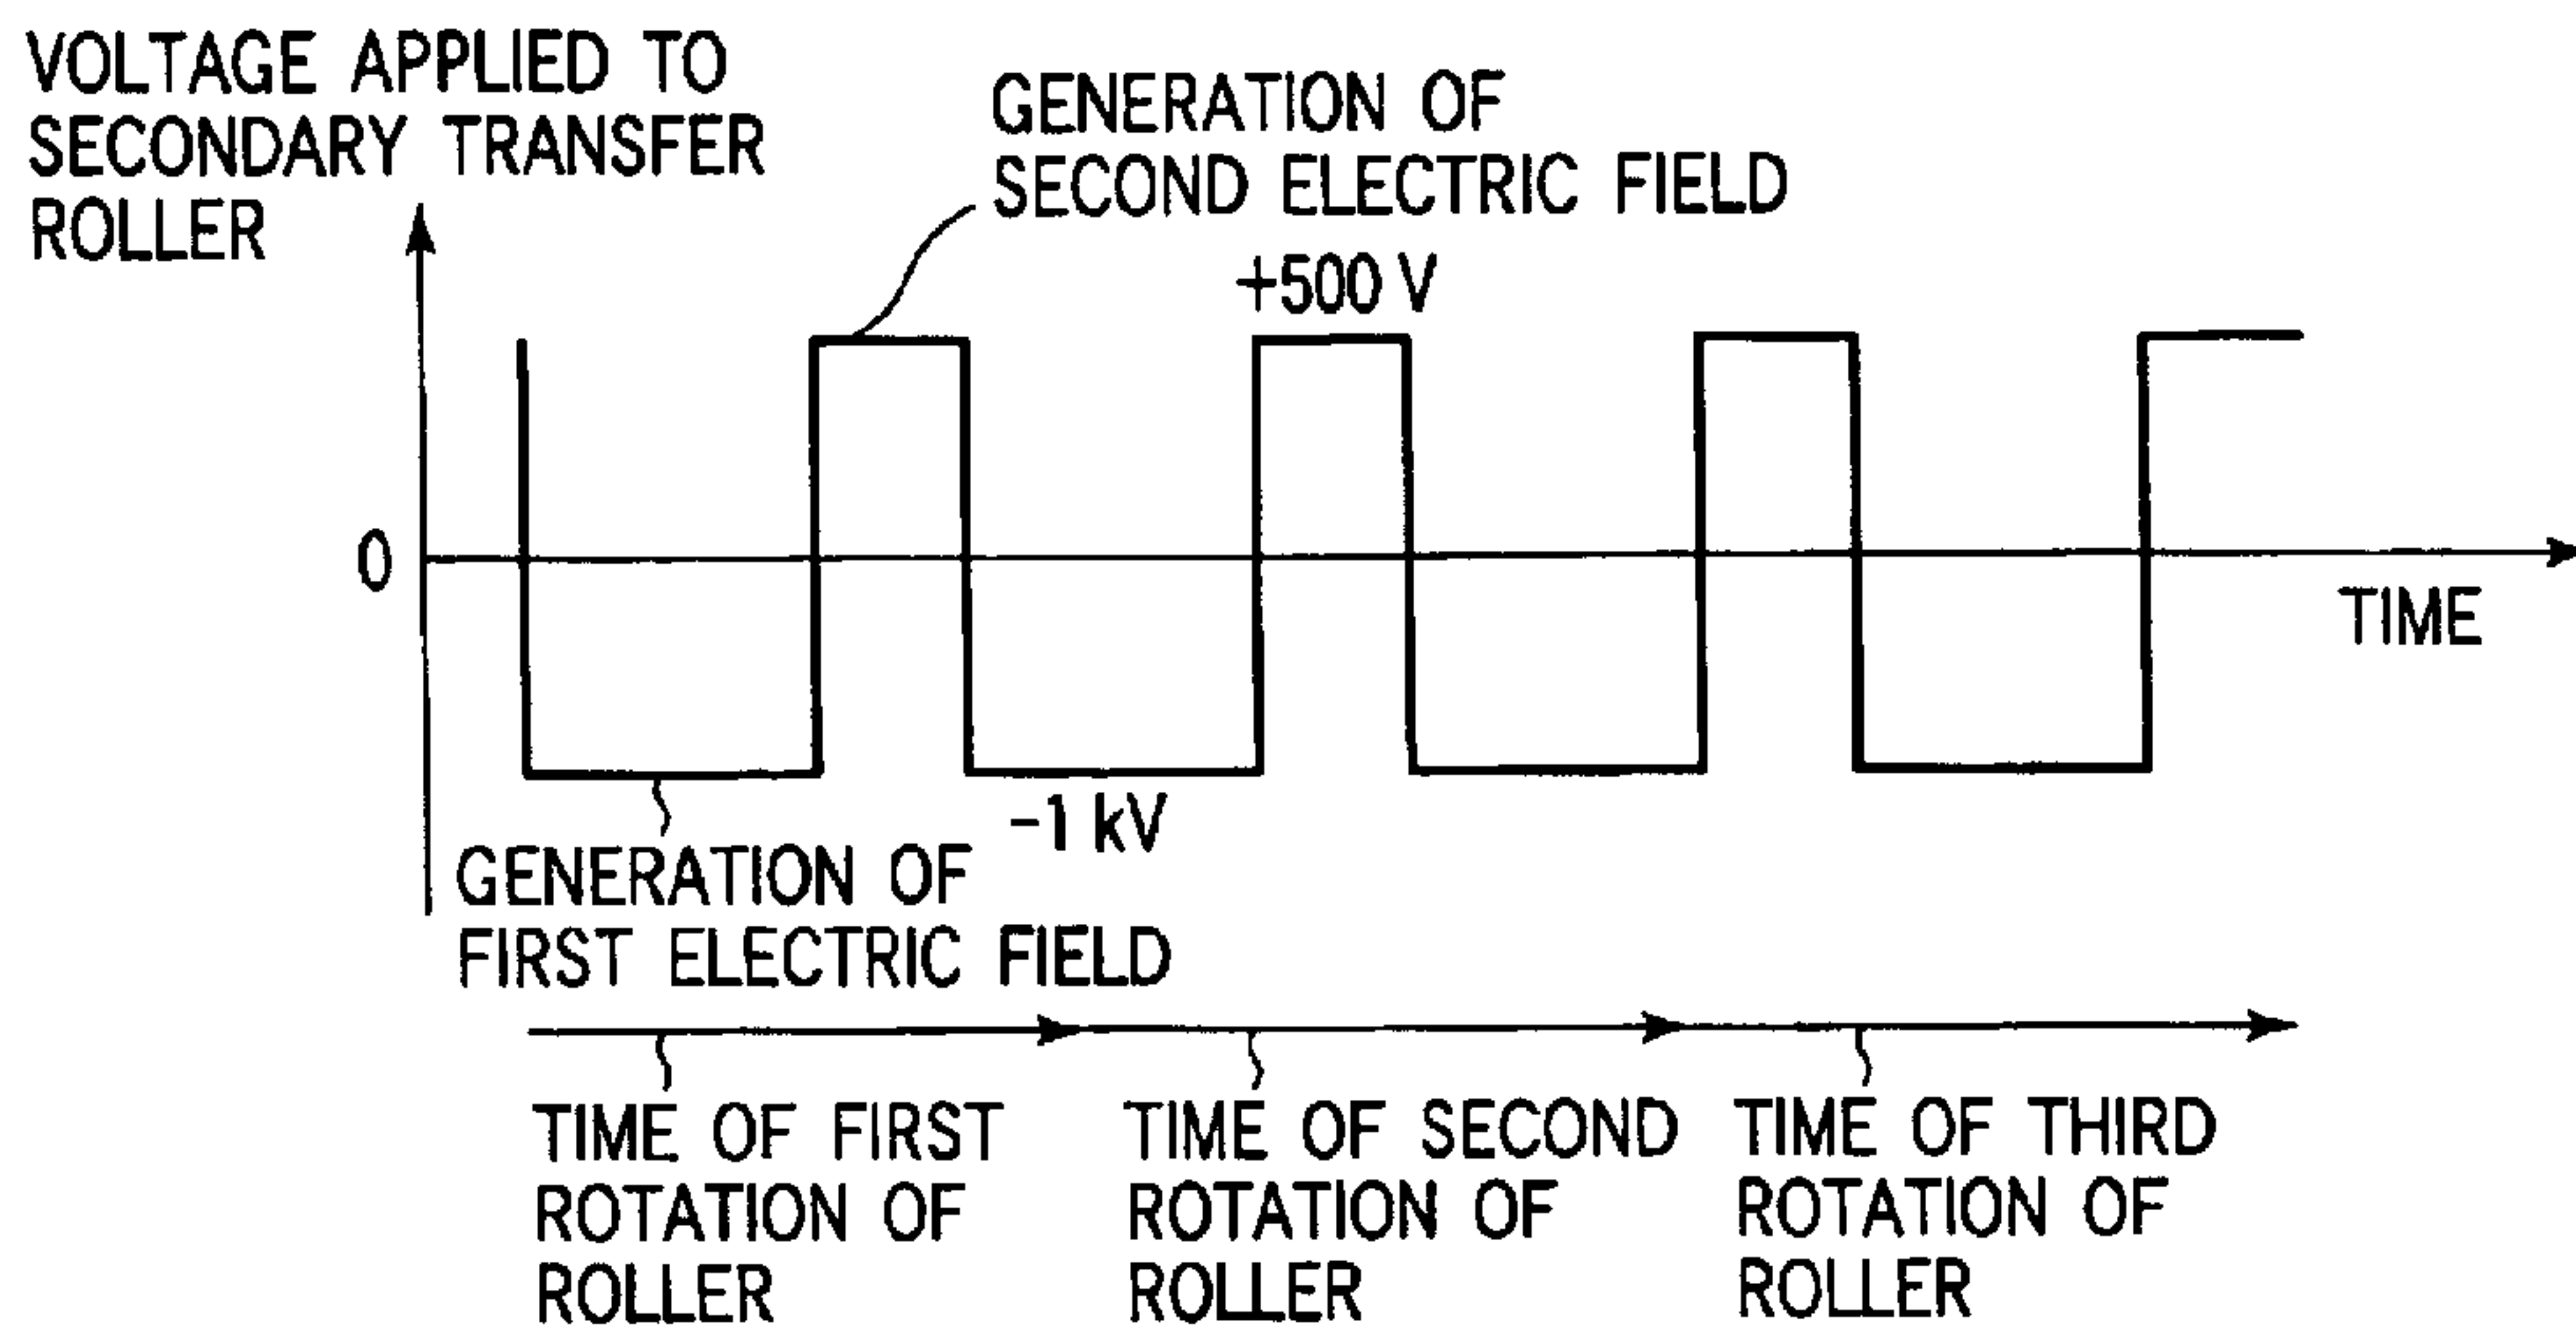 VOLTAGE APPLIED TO
SECONDARY TRANSFER
ROLLER
GENERATION OF
SECOND ELECTRIC FIELD
+500 V
0
TIME
-1 kV
GENERATION OF
FIRST ELECTRIC FIELD
TIME OF FIRST
ROTATION OF
ROLLER
TIME OF SECOND
ROTATION OF
ROLLER
TIME OF THIRD
ROTATION OF
ROLLER